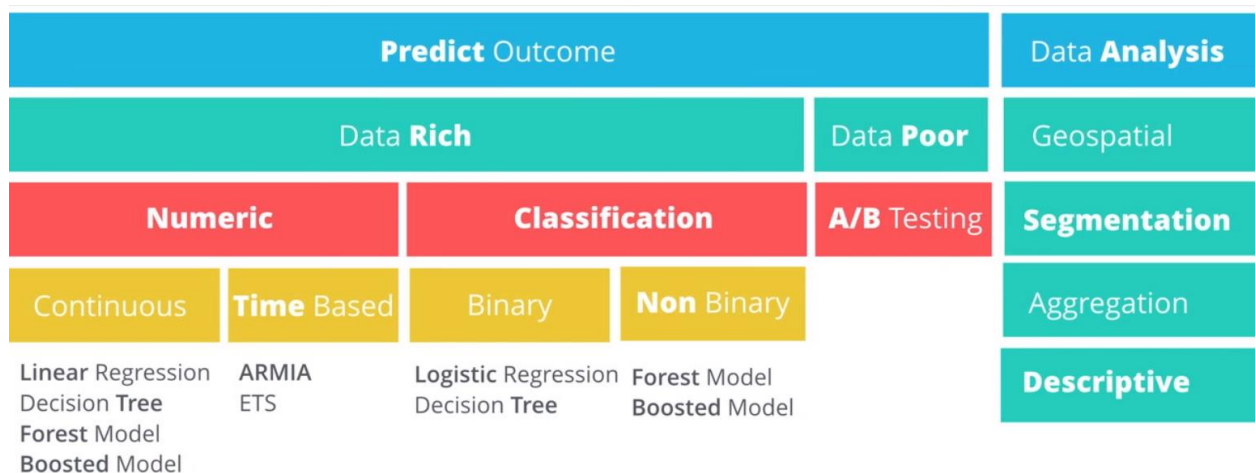 Predict Outcome
Data Analysis
Data Rich
Data Poor
Geospatial
Numeric
Classification
A/B Testing
Segmentation
Continuous
Time Based
Binary
Non Binary
Aggregation
Linear Regression
Decision Tree
Forest Model
Boosted Model
ARMIA
ETS
Logistic Regression
Decision Tree
Forest Model
Boosted Model
Descriptive